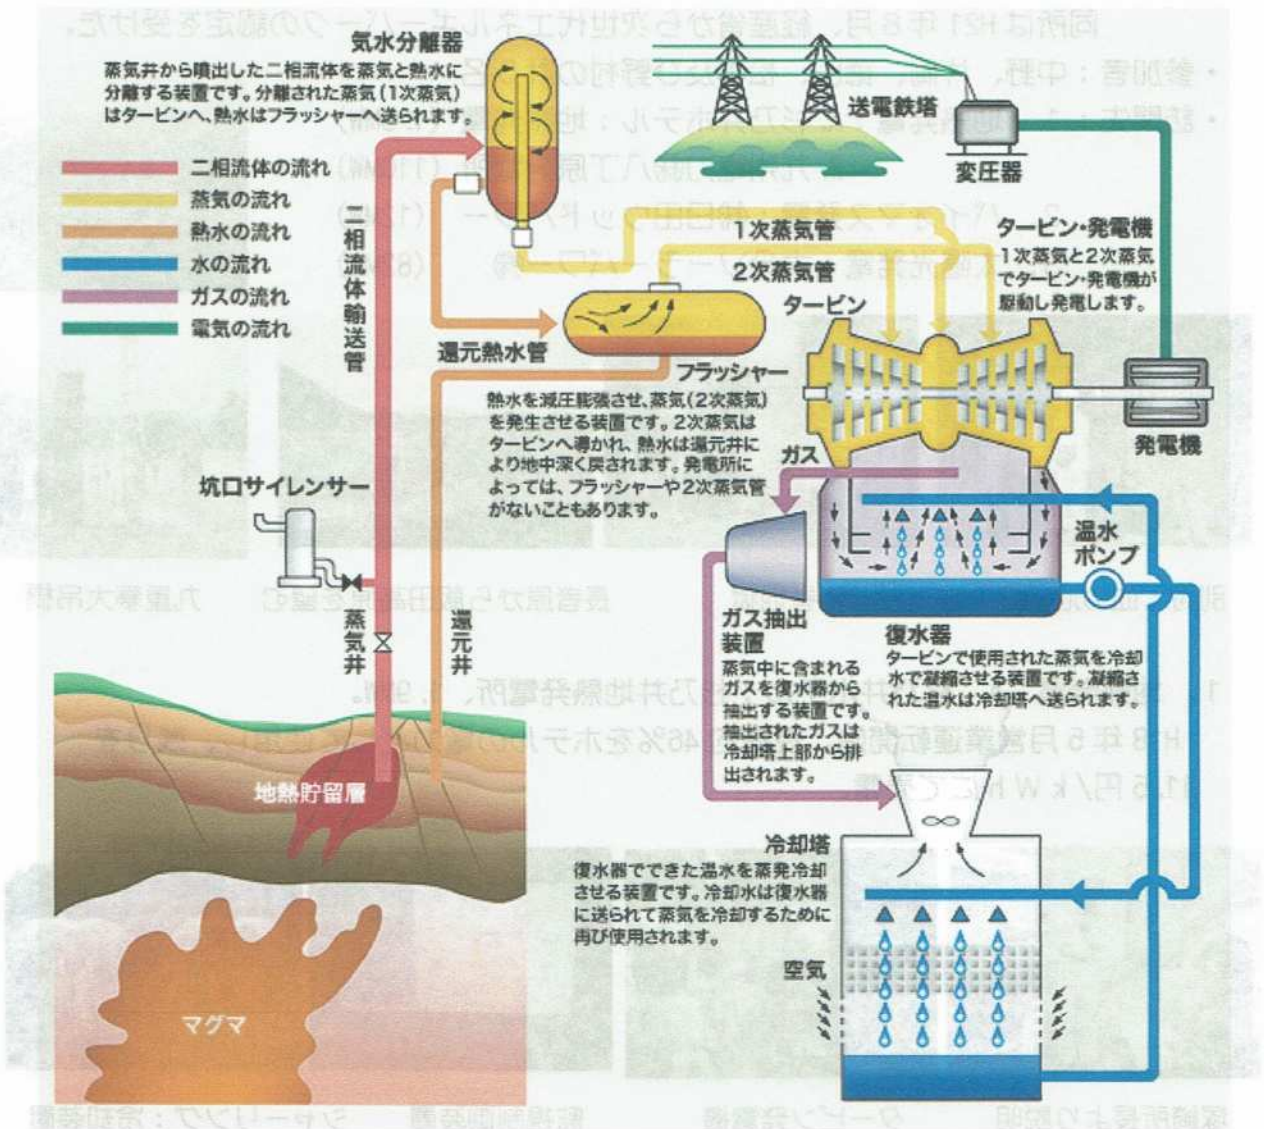 気水分離器
蒸気井から噴出した二相流体を蒸気と熱水に
分離する装置です。分離された蒸気(1次蒸気)
はタービンへ、熱水はフラッシャーへ送られます。
二相流体の流れ
蒸気の流れ
熱水の流れ
水の流れ
ガスの流れ
電気の流れ
二相流体輸送管
送電鉄塔
変圧器
1次蒸気管
2次蒸気管
タービン・発電機
1次蒸気と2次蒸気
でタービン・発電機が
駆動し発電します。
タービン
発電機
還元熱水管
フラッシャー
熱水を減圧膨張させ、蒸気(2次蒸気)
を発生させる装置です。2次蒸気は
タービンへ導かれ、熱水は還元井に
より地中深く戻されます。発電所に
よっては、フラッシャーや2次蒸気管
がないこともあります。
ガス
坑口サイレンサー
蒸気井
還元井
温水
ポンプ
ガス抽出
装置
蒸気中に含まれる
ガスを復水器から
抽出する装置です。
抽出されたガスは
冷却塔上部から排
出されます。
復水器
タービンで使用された蒸気を冷却
水で凝縮させる装置です。凝縮さ
れた温水は冷却塔へ送られます。
地熱貯留層
マグマ
冷却塔
復水器でできた温水を蒸発冷却
させる装置です。冷却水は復水器
に送られて蒸気を冷却するために
再び使用されます。
空気